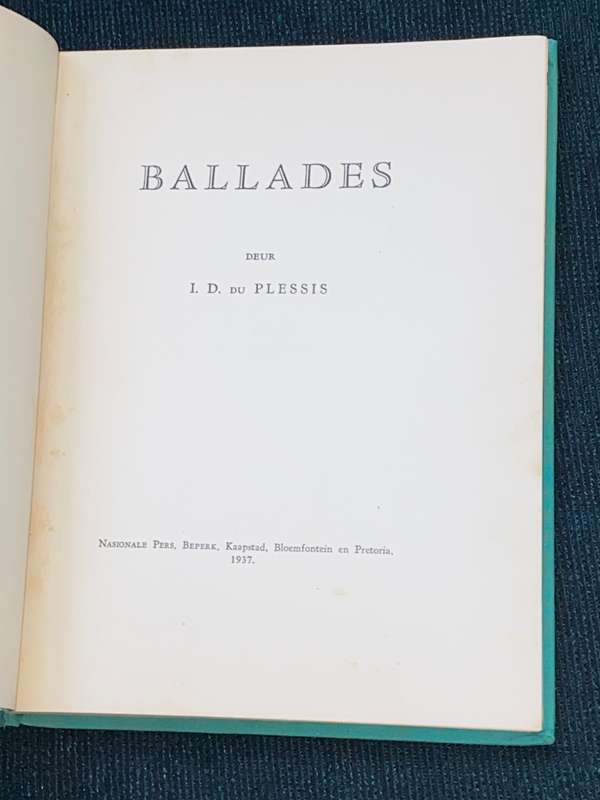 BALLADES
DEUR
I. D. DU PLESSIS
NASIONALE PERS, BEPERK, Kaapstad, Bloemfontein en Pretoria,
1937.